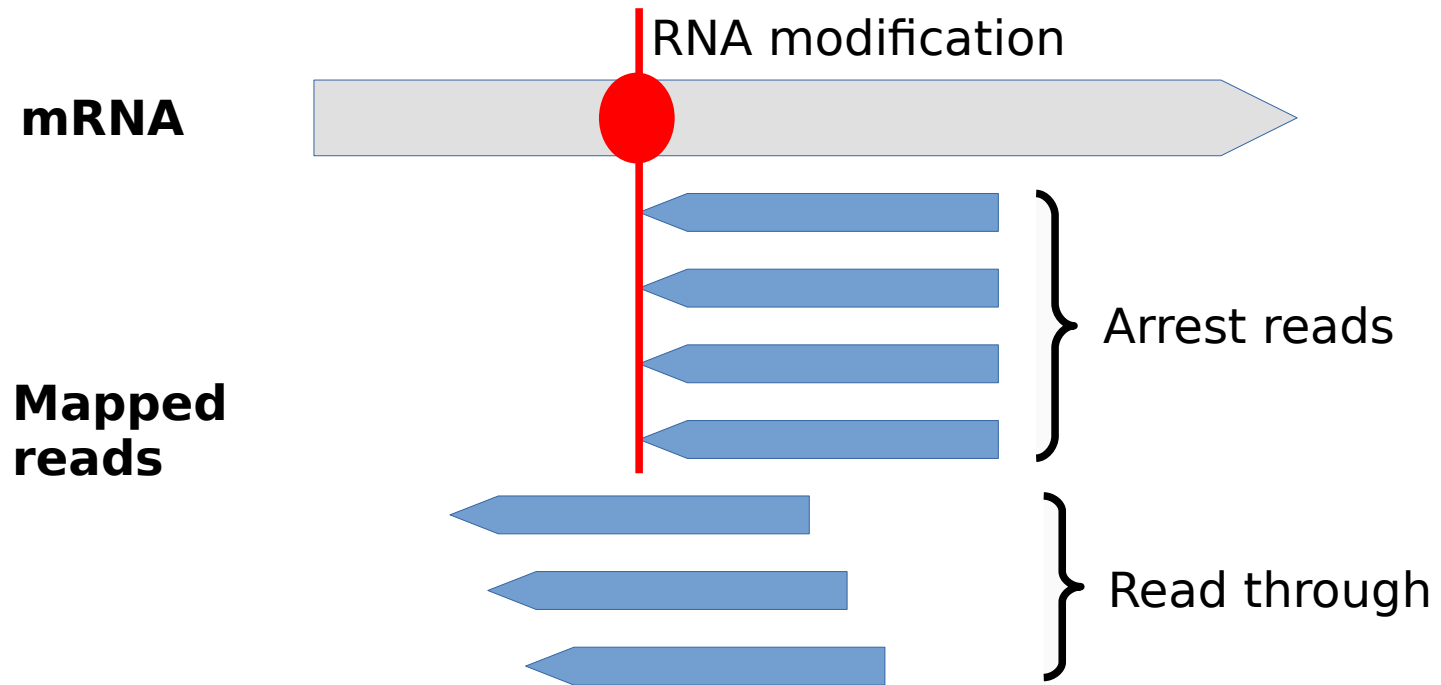 RNA modification
mRNA
Arrest reads
Mapped
reads
Read through